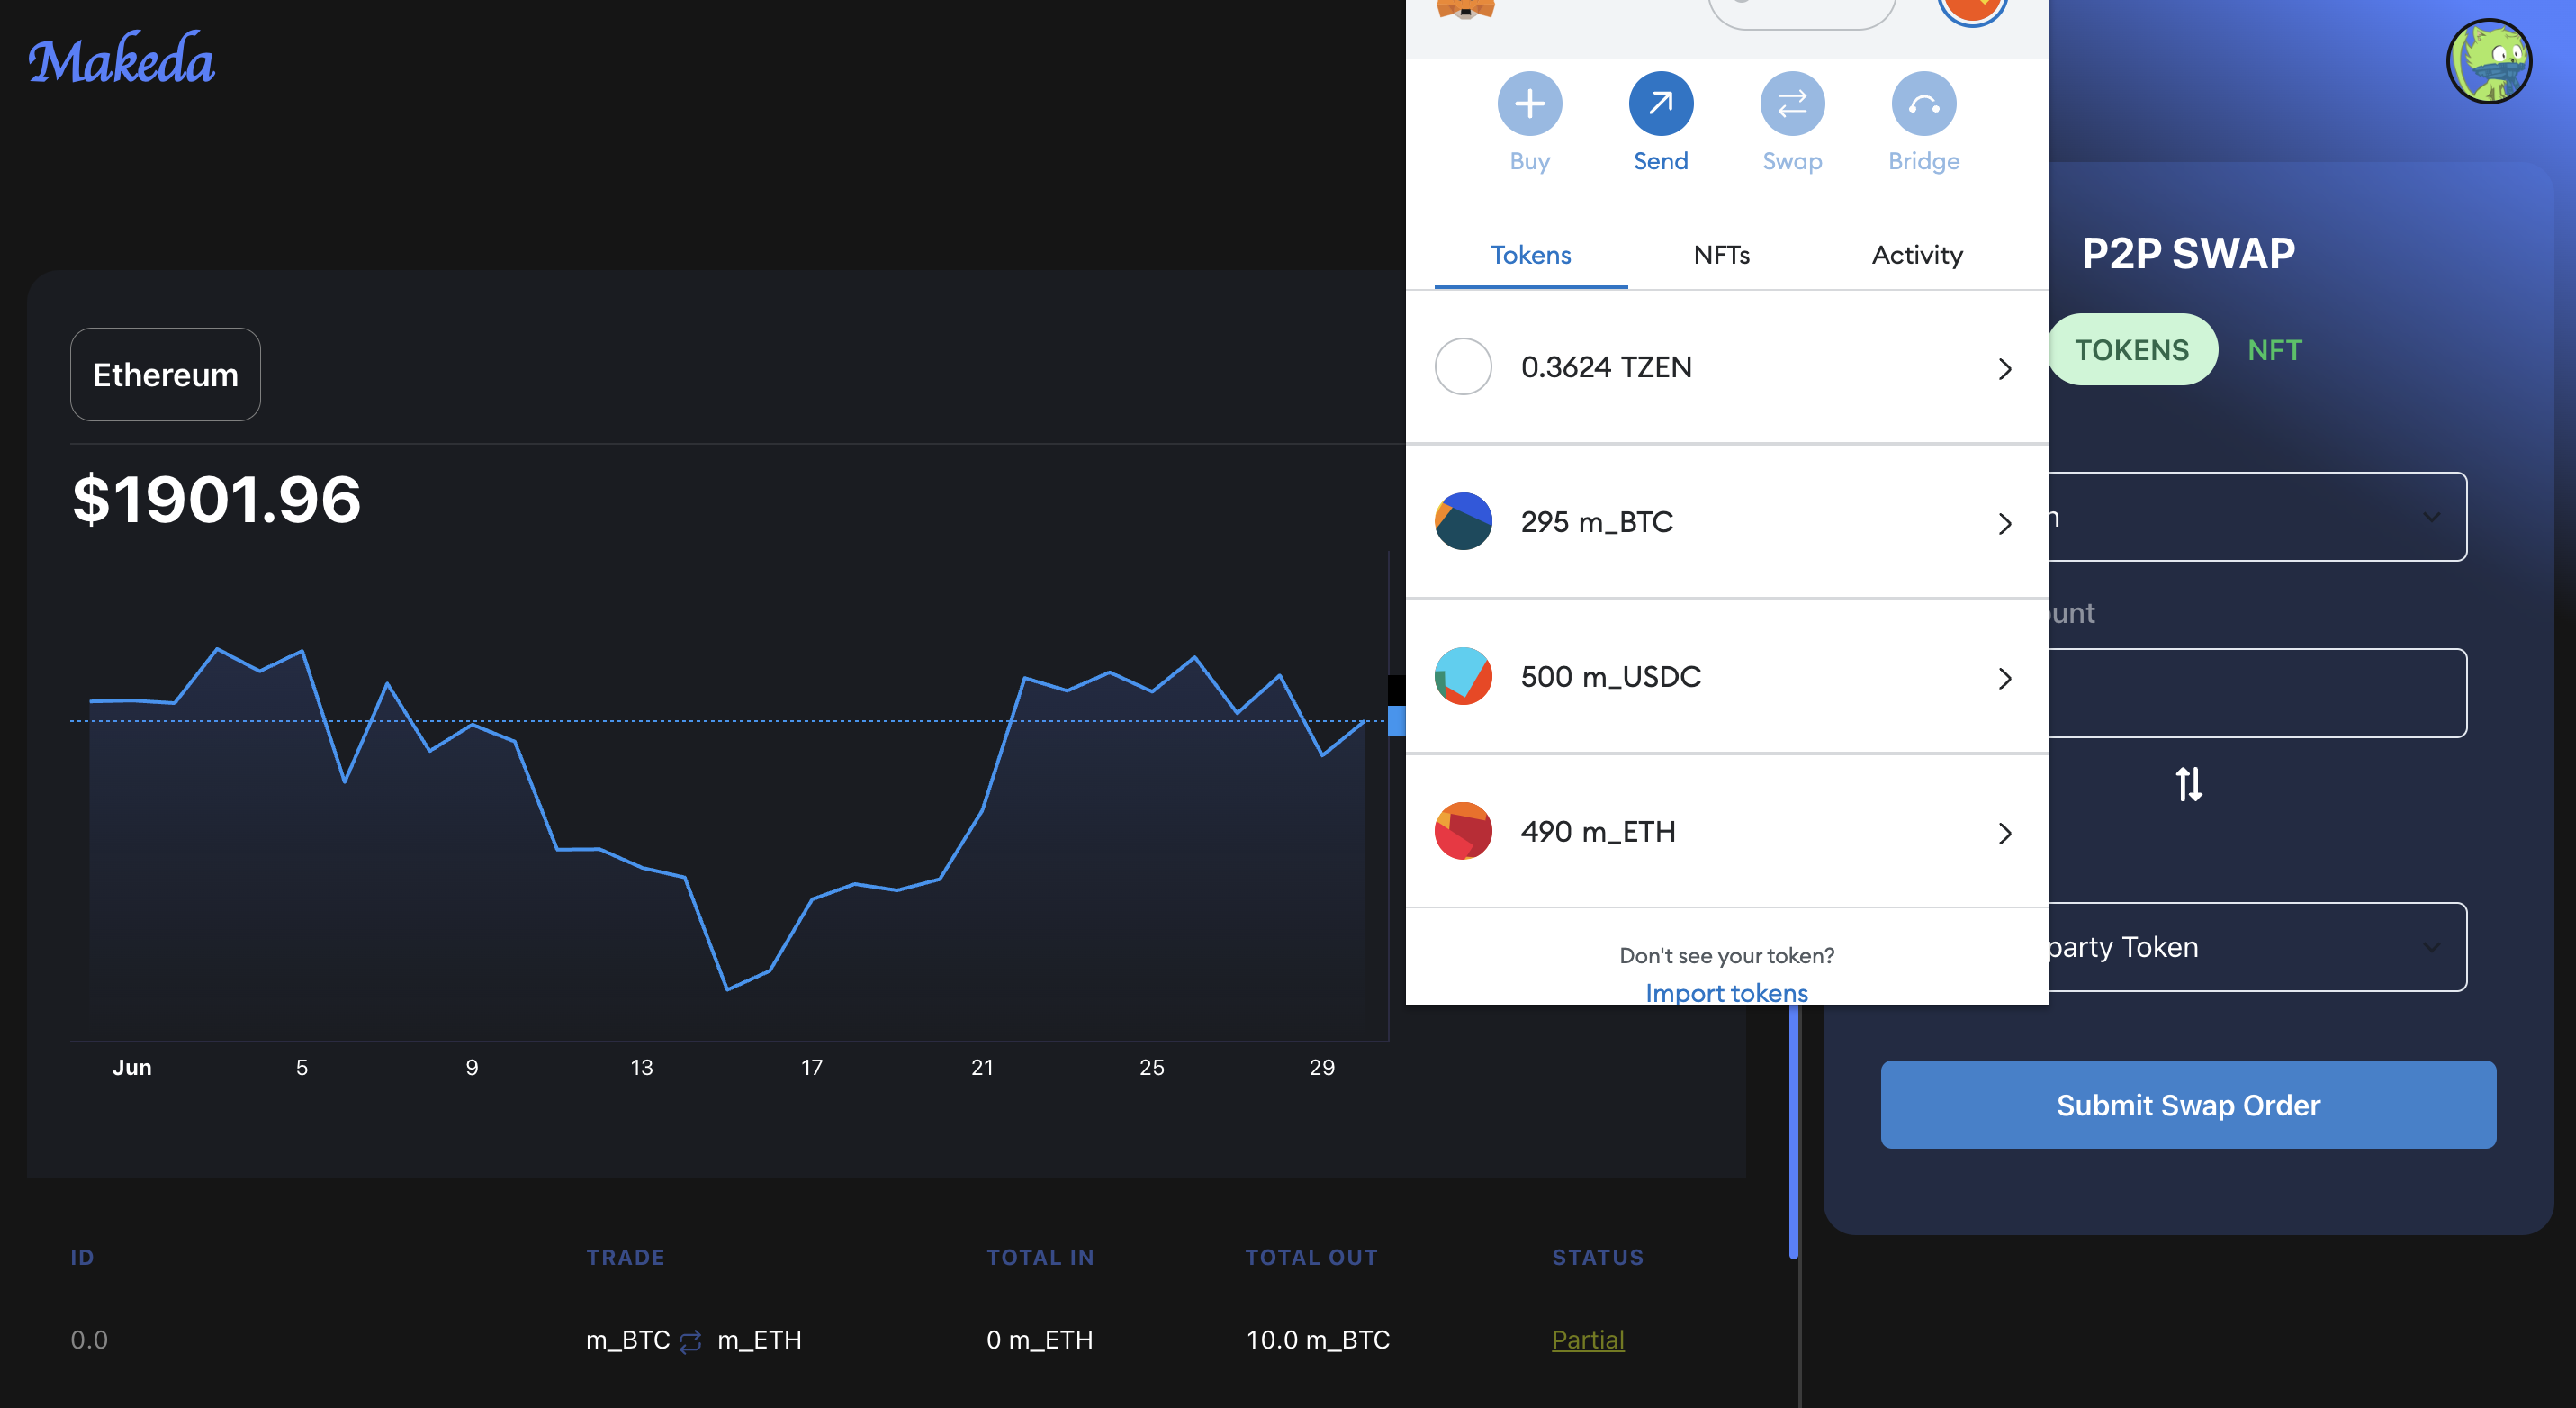 Makeda
Ethereum
$1901.96
Jun 5 9 13 17 21 25 29
ID TRADE TOTAL IN TOTAL OUT STATUS
0.0 m_BTC m_ETH 0 m_ETH 10.0 m_BTC Partial
Buy Send Swap Bridge
Tokens NFTs Activity
0.3624 TZEN
295 m_BTC
500 m_USDC
490 m_ETH
Don't see your token?
Import tokens
P2P SWAP
TOKENS NFT
party Token
Submit Swap Order